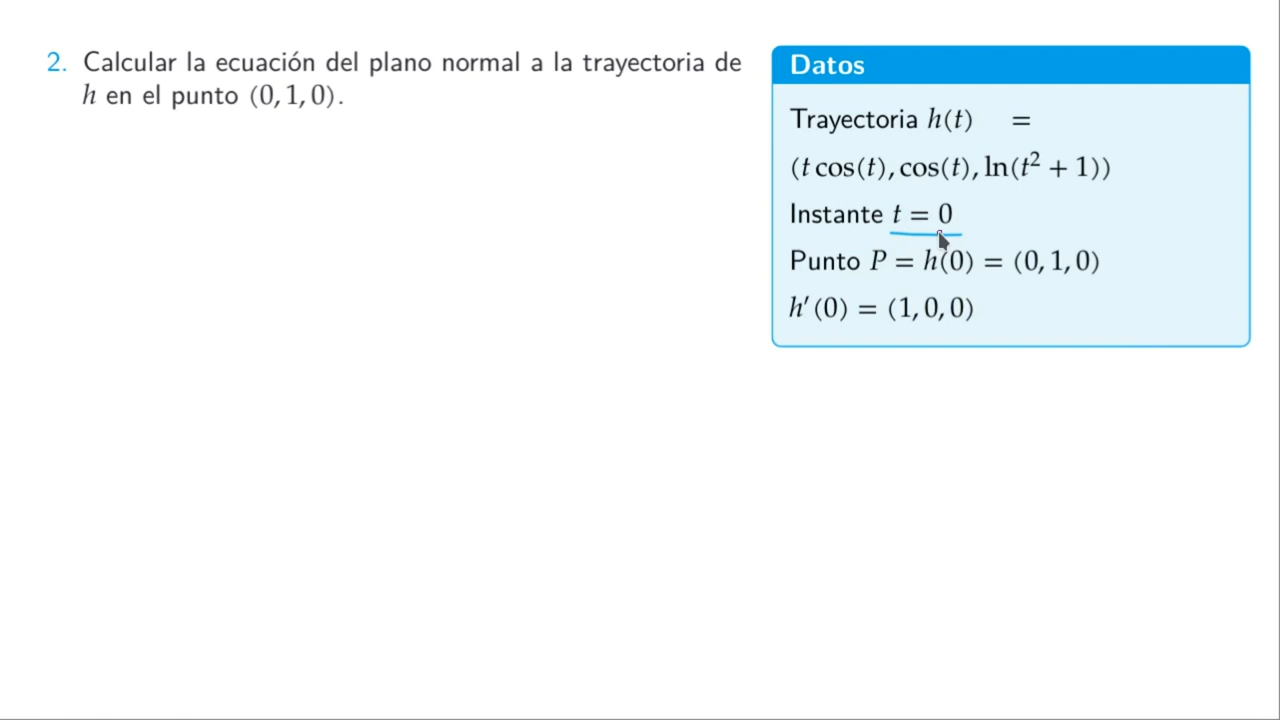 2. Calcular la ecuación del plano normal a la trayectoria de
h en el punto (0, 1, 0).
Datos
Trayectoria h(t) =
(t cos(t), cos(t), ln(t² + 1))
Instante t = 0
Punto P = h(0) = (0, 1, 0)
h′(0) = (1, 0, 0)